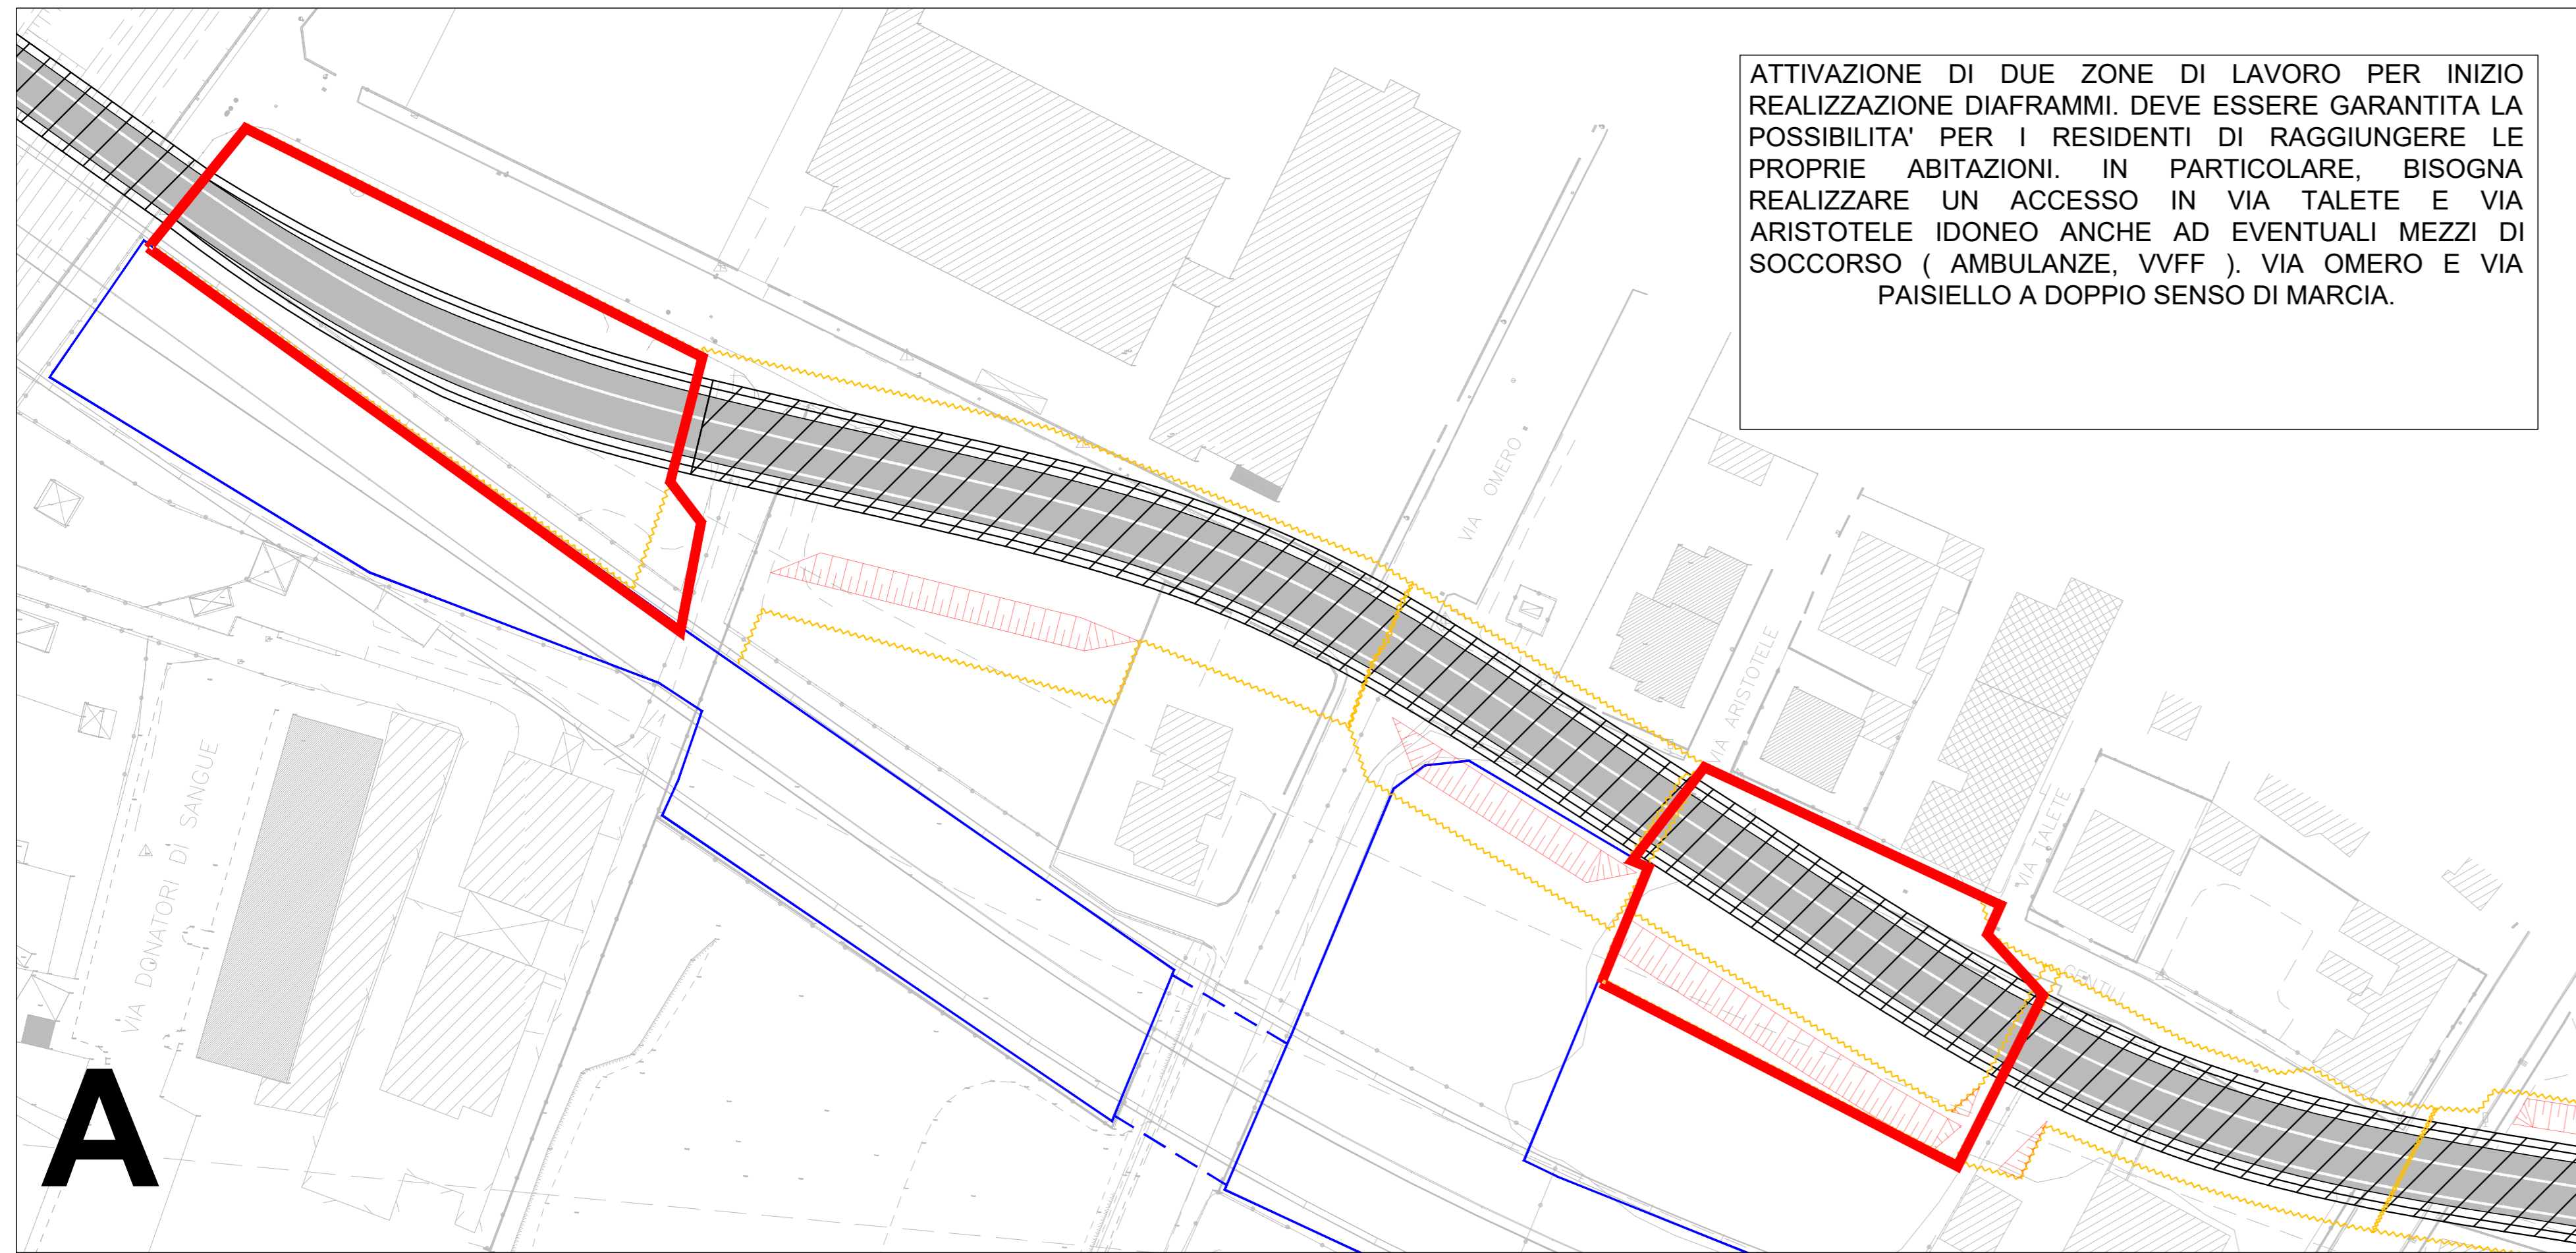 ATTIVAZIONE DI DUE ZONE DI LAVORO PER INIZIO
REALIZZAZIONE DIAFRAMMI. DEVE ESSERE GARANTITA LA
POSSIBILITA' PER I RESIDENTI DI RAGGIUNGERE LE
PROPRIE ABITAZIONI. IN PARTICOLARE, BISOGNA
REALIZZARE UN ACCESSO IN VIA TALETE E VIA
ARISTOTELE IDONEO ANCHE AD EVENTUALI MEZZI DI
SOCCORSO ( AMBULANZE, VVFF ). VIA OMERO E VIA
PAISIELLO A DOPPIO SENSO DI MARCIA.
VIA OMERO
VIA ARISTOTELE
VIA TALETE
VIA DONATORI DI SANGUE
A